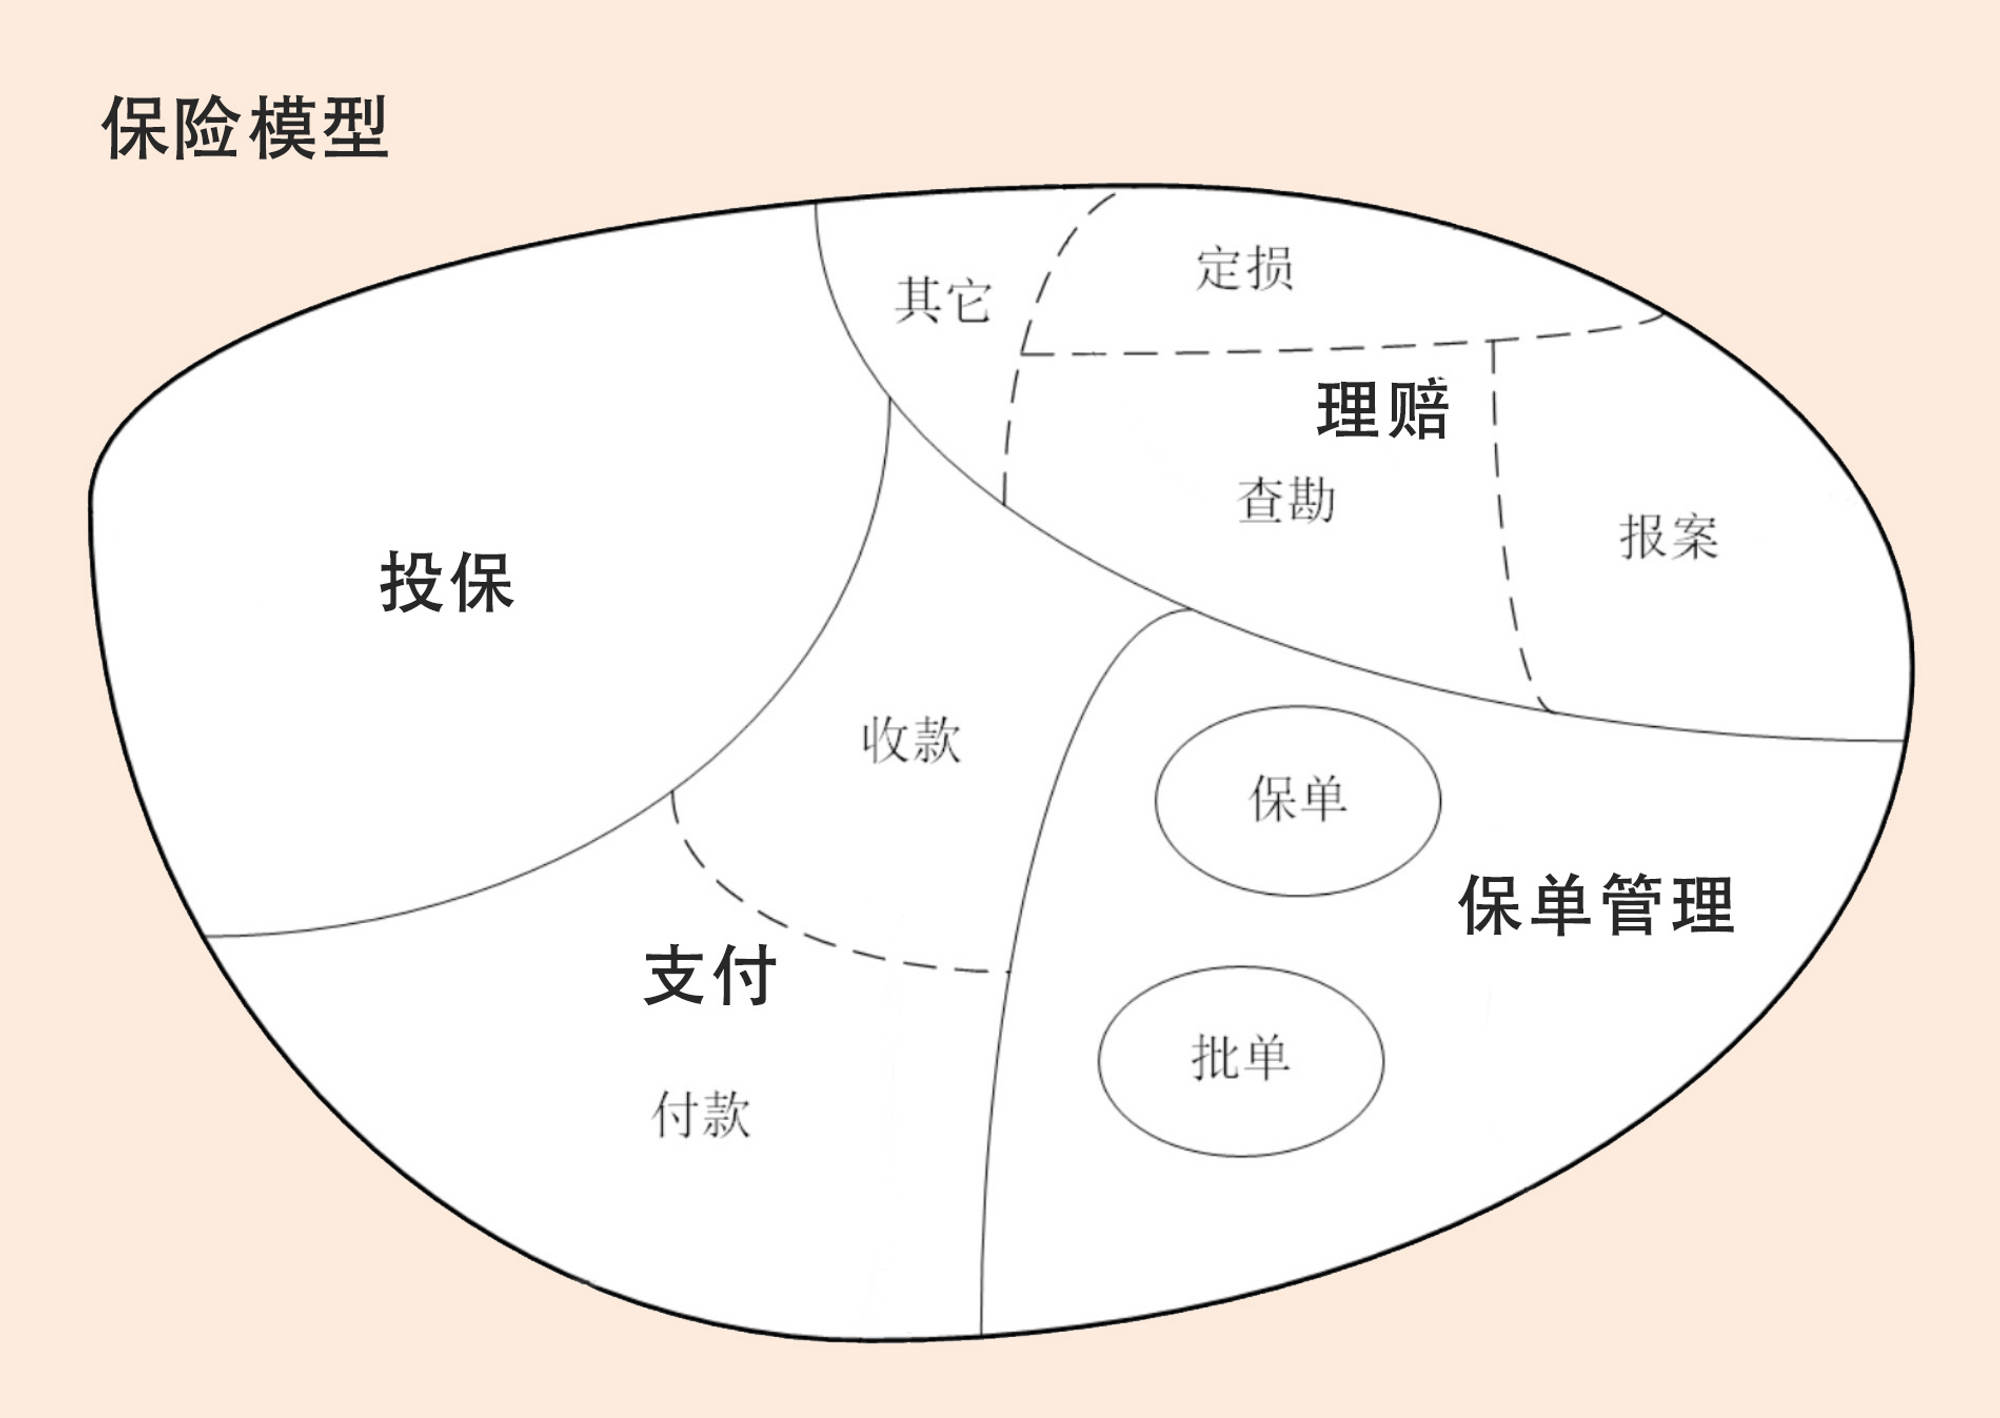 保险模型
其它
定损
理赔
查勘
报案
投保
收款
保单
保单管理
支付
批单
付款